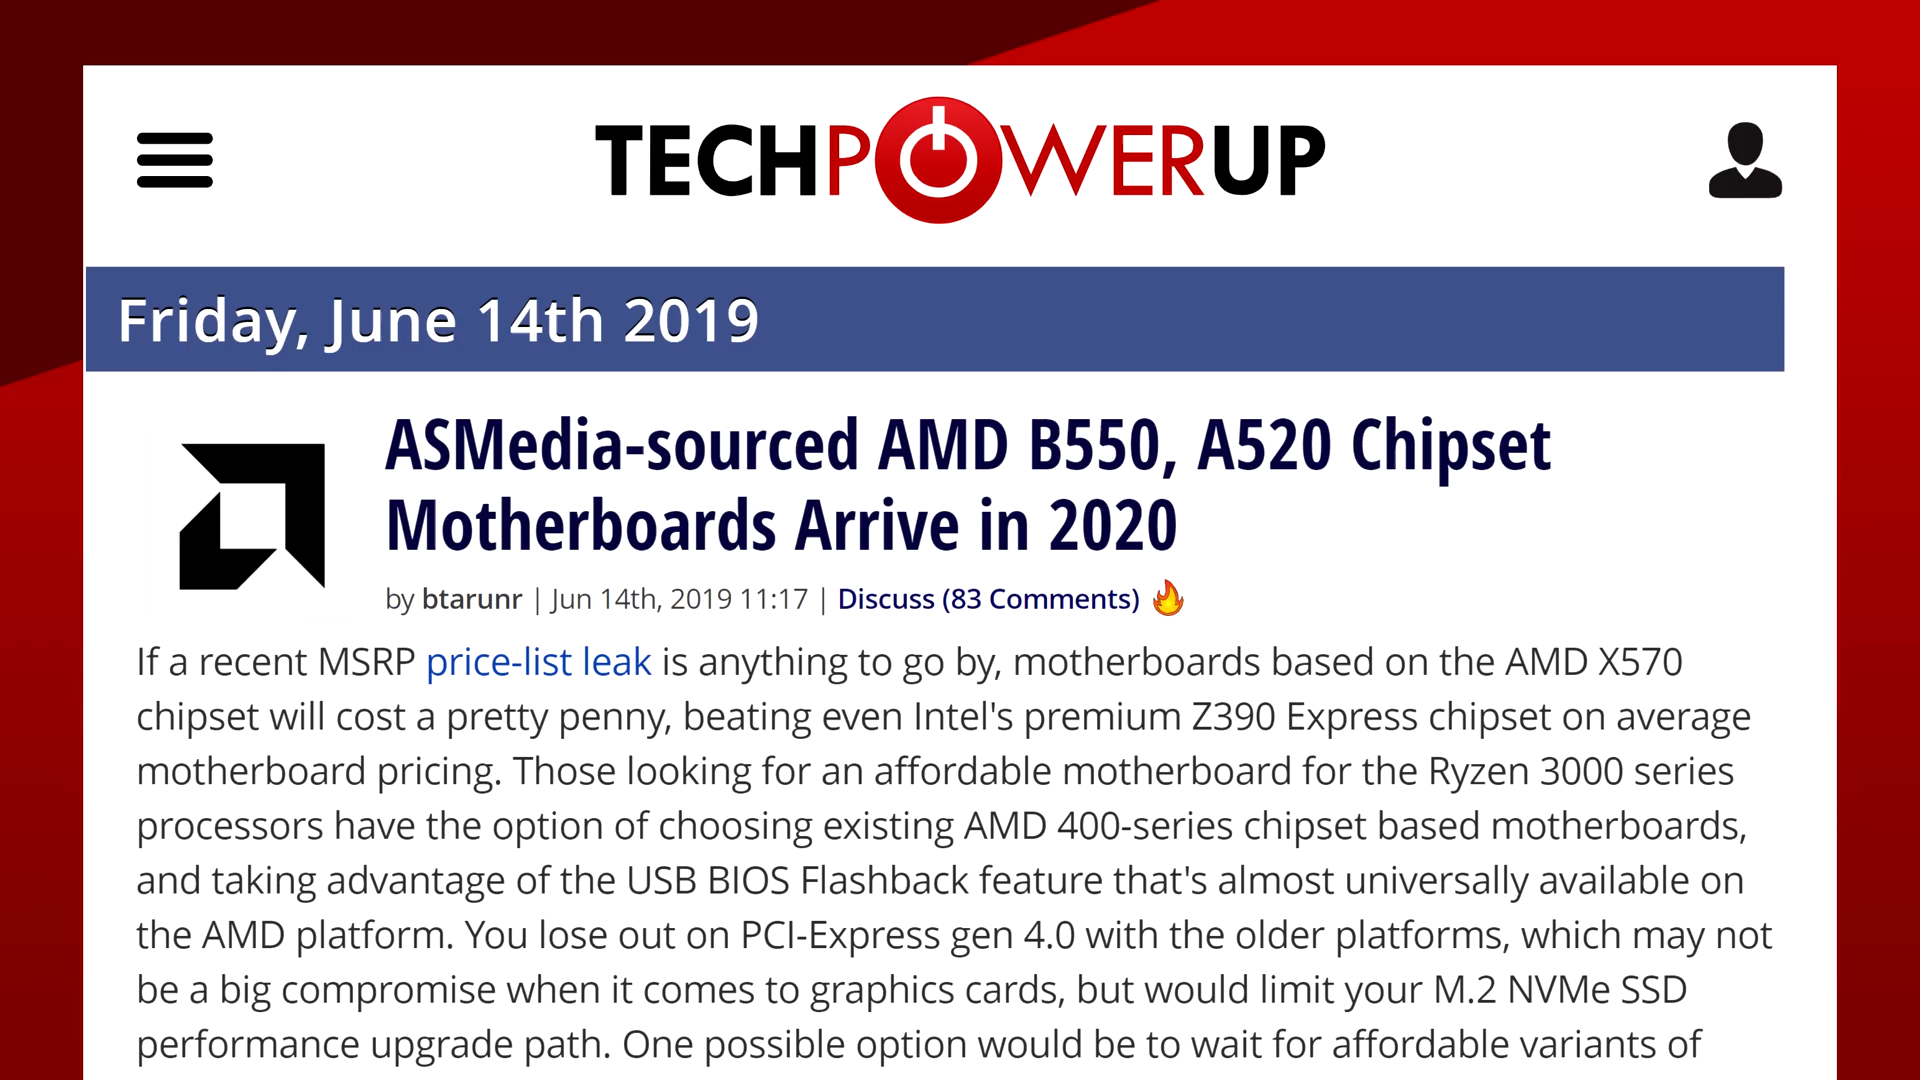 TECHPOWERUP
Friday, June 14th 2019
ASMedia-sourced AMD B550, A520 Chipset
Motherboards Arrive in 2020
by btarunr | Jun 14th, 2019 11:17 | Discuss (83 Comments)
If a recent MSRP price-list leak is anything to go by, motherboards based on the AMD X570
chipset will cost a pretty penny, beating even Intel's premium Z390 Express chipset on average
motherboard pricing. Those looking for an affordable motherboard for the Ryzen 3000 series
processors have the option of choosing existing AMD 400-series chipset based motherboards,
and taking advantage of the USB BIOS Flashback feature that's almost universally available on
the AMD platform. You lose out on PCI-Express gen 4.0 with the older platforms, which may not
be a big compromise when it comes to graphics cards, but would limit your M.2 NVMe SSD
performance upgrade path. One possible option would be to wait for affordable variants of